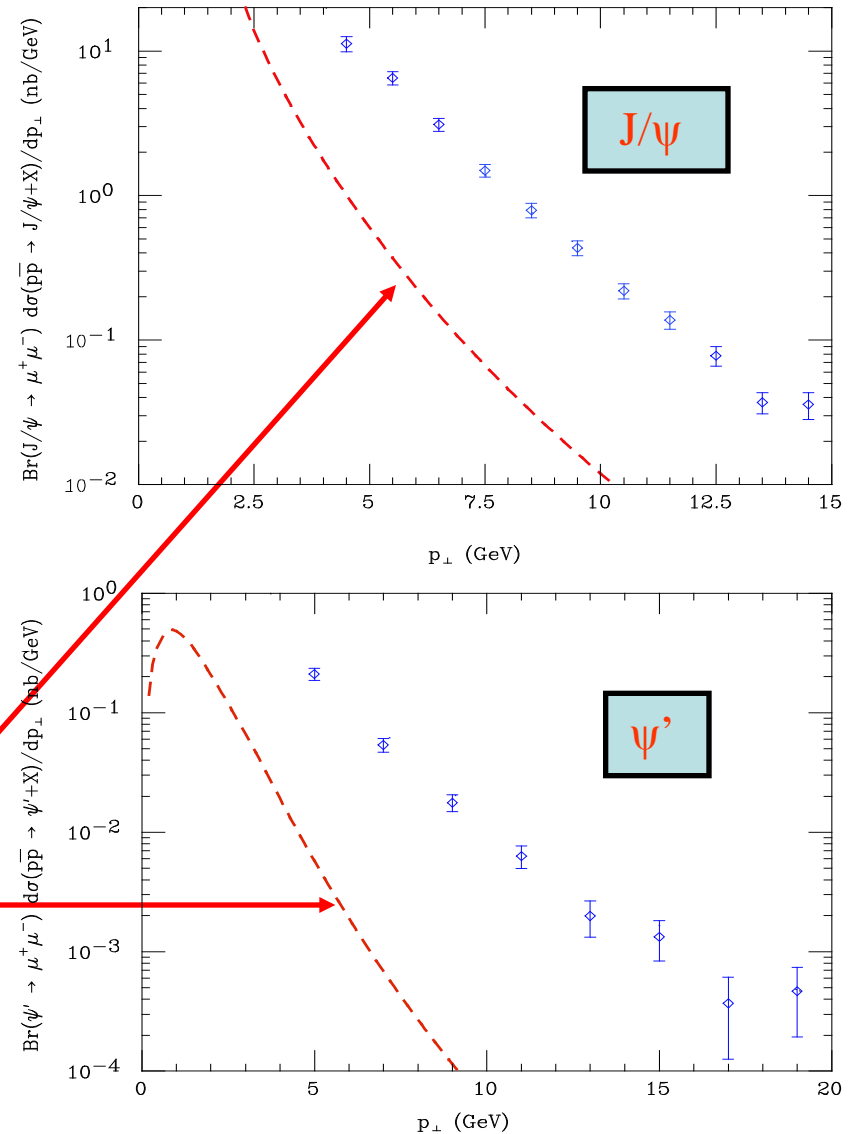 Br(J/ψ → μ⁺μ⁻) dσ(pp̅ → J/ψ+X)/dp⊥ (nb/GeV)
10¹
10⁰
10⁻¹
10⁻²
J/ψ
0 2.5 5 7.5 10 12.5 15
p⊥ (GeV)
Br(ψ' → μ⁺μ⁻) dσ(pp̅ → ψ'+X)/dp⊥ (nb/GeV)
10⁰
10⁻¹
10⁻²
10⁻³
10⁻⁴
ψ’
0 5 10 15 20
p⊥ (GeV)